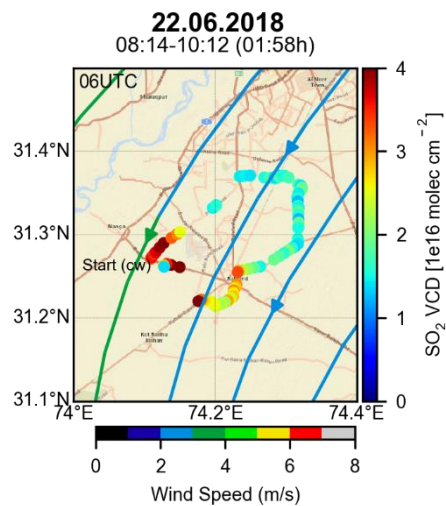 22.06.2018
08:14-10:12 (01:58h)
06UTC
31.4°N
31.3°N
Start (cw)
31.2°N
31.1°N
74°E 74.2°E 74.4°E
4
3
2
1
0
SO₂ VCD [1e16 molec cm⁻²]
0 2 4 6 8
Wind Speed (m/s)